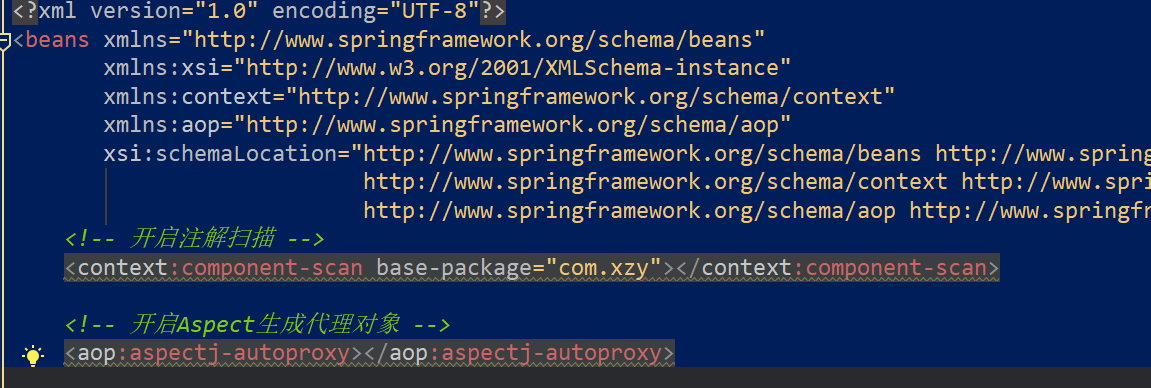 <?xml version="1.0" encoding="UTF-8"?>
<beans xmlns="http://www.springframework.org/schema/beans"
xmlns:xsi="http://www.w3.org/2001/XMLSchema-instance"
xmlns:context="http://www.springframework.org/schema/context"
xmlns:aop="http://www.springframework.org/schema/aop"
xsi:schemaLocation="http://www.springframework.org/schema/beans http://www.spring
http://www.springframework.org/schema/context http://www.spri
http://www.springframework.org/schema/aop http://www.springfr
<!-- 开启注解扫描 -->
<context:component-scan base-package="com.xzy"></context:component-scan>
<!-- 开启Aspect生成代理对象 -->
<aop:aspectj-autoproxy></aop:aspectj-autoproxy>